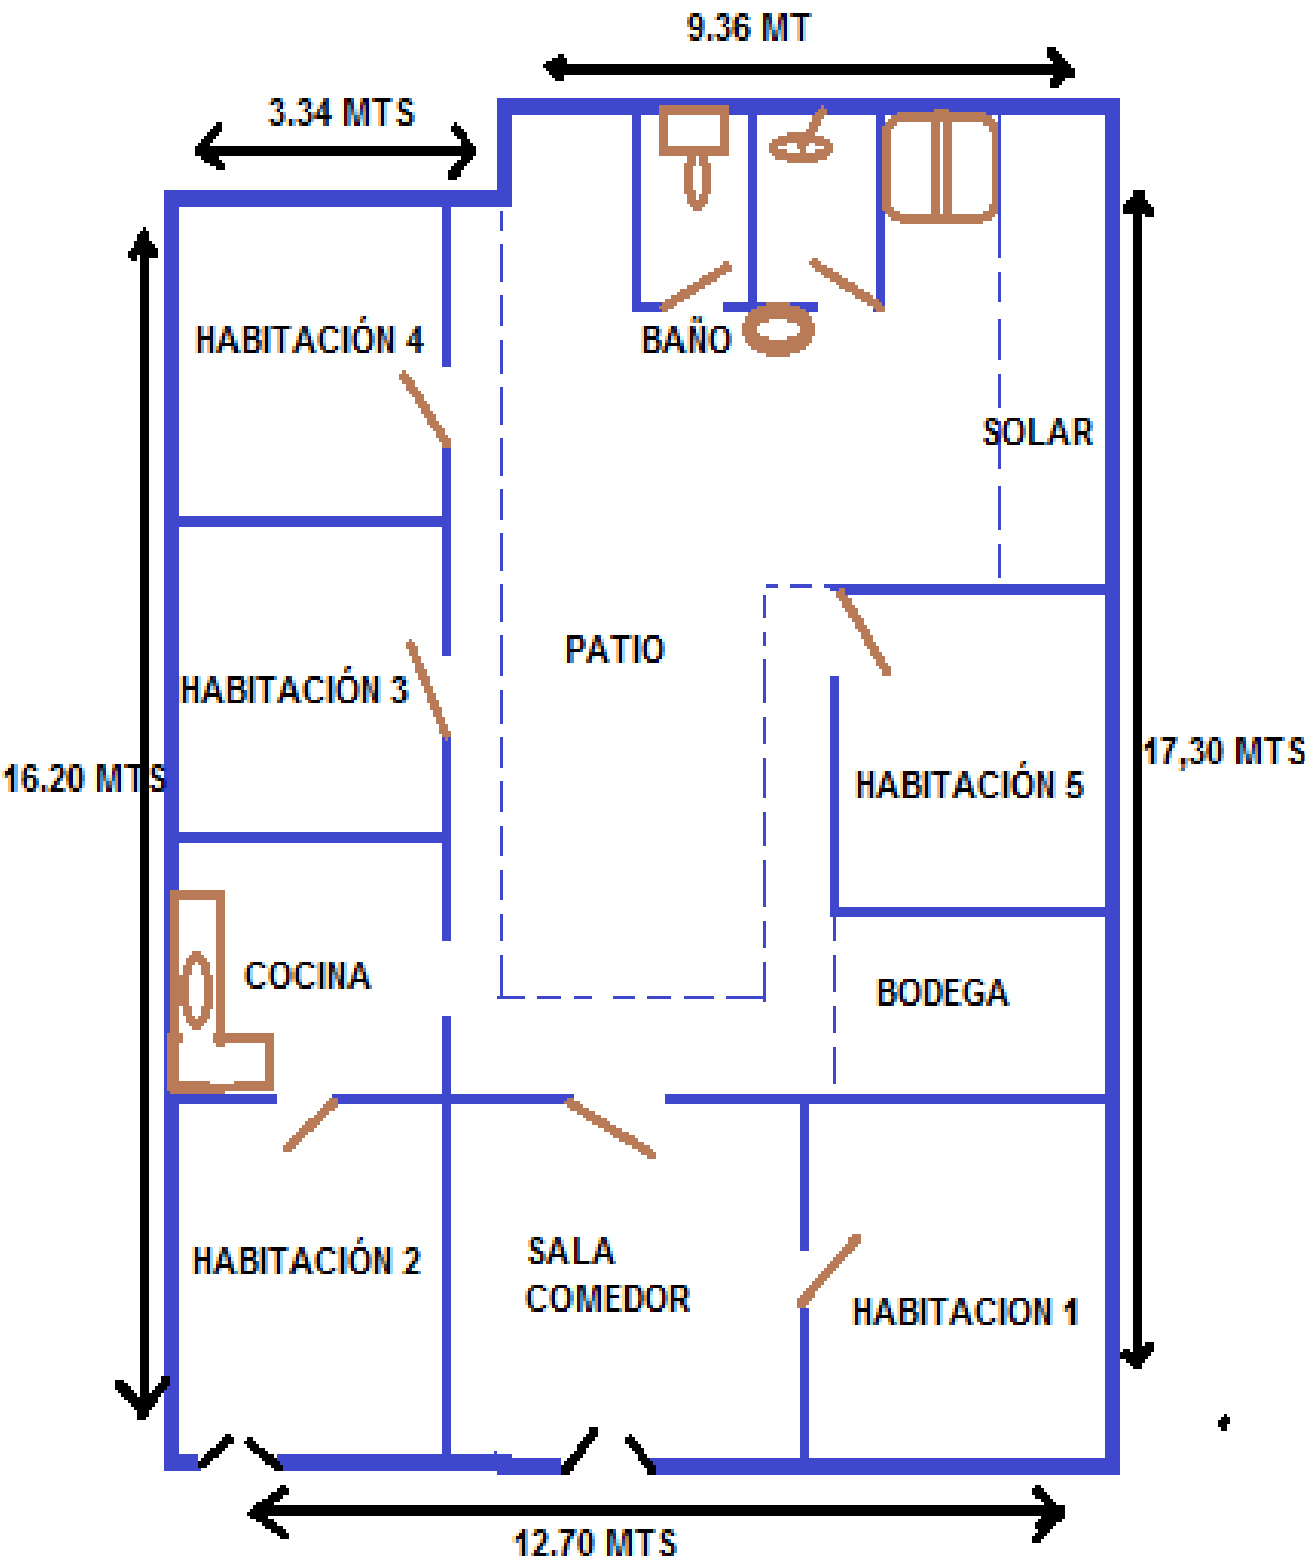 9.36 MT
3.34 MTS
HABITACIÓN 4
BAÑO
SOLAR
PATIO
HABITACIÓN 3
16.20 MTS
17,30 MTS
HABITACIÓN 5
COCINA
BODEGA
HABITACIÓN 2
SALA
COMEDOR
HABITACION 1
12.70 MTS